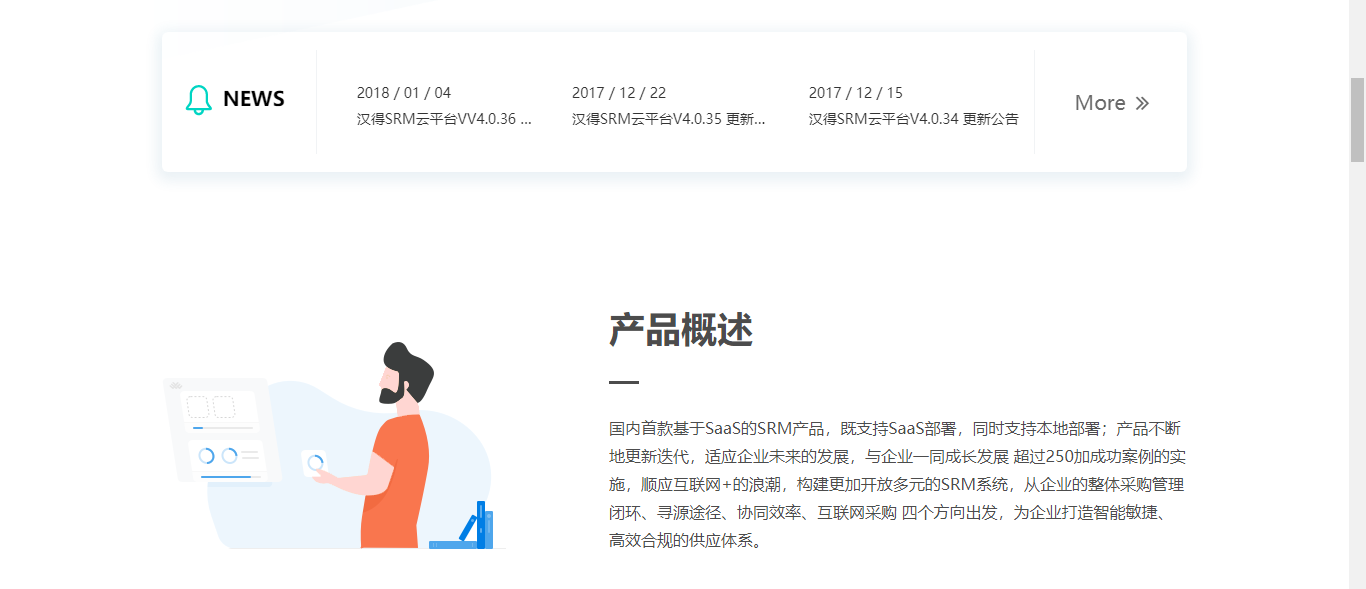 NEWS
2018 / 01 / 04
汉得SRM云平台VV4.0.36 ...
2017 / 12 / 22
汉得SRM云平台V4.0.35 更新...
2017 / 12 / 15
汉得SRM云平台V4.0.34 更新公告
More »
产品概述
国内首款基于SaaS的SRM产品，既支持SaaS部署，同时支持本地部署；产品不断
地更新迭代，适应企业未来的发展，与企业一同成长发展 超过250加成功案例的实
施，顺应互联网+的浪潮，构建更加开放多元的SRM系统，从企业的整体采购管理
闭环、寻源途径、协同效率、互联网采购 四个方向出发，为企业打造智能敏捷、
高效合规的供应体系。